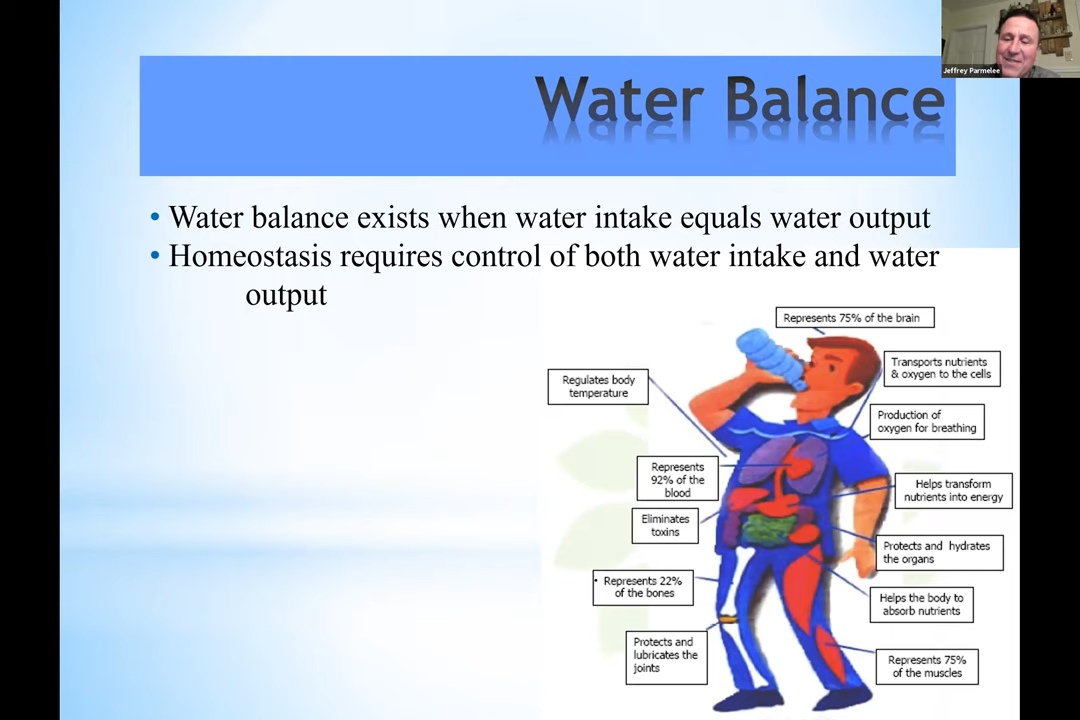 Jeffrey Parmelee
Water Balance
• Water balance exists when water intake equals water output
• Homeostasis requires control of both water intake and water
output
Represents 75% of the brain
Transports nutrients
& oxygen to the cells
Regulates body
temperature
Production of
oxygen for breathing
Represents
92% of the
blood
Helps transform
nutrients into energy
Eliminates
toxins
Protects and hydrates
the organs
• Represents 22%
of the bones
Helps the body to
absorb nutrients
Protects and
lubricates the
joints
Represents 75%
of the muscles